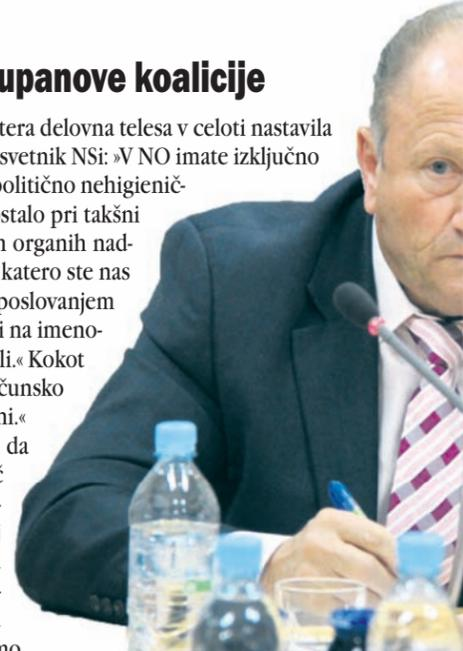 upanove koalicije
tera delovna telesa v celoti nastavila
svetnik NSi: »V NO imate izključno
politično nehigienič-
ostalo pri takšni
h organih nad-
katero ste nas
poslovanjem
i na imeno-
li.« Kokot
čunsko
ni.«
da
č